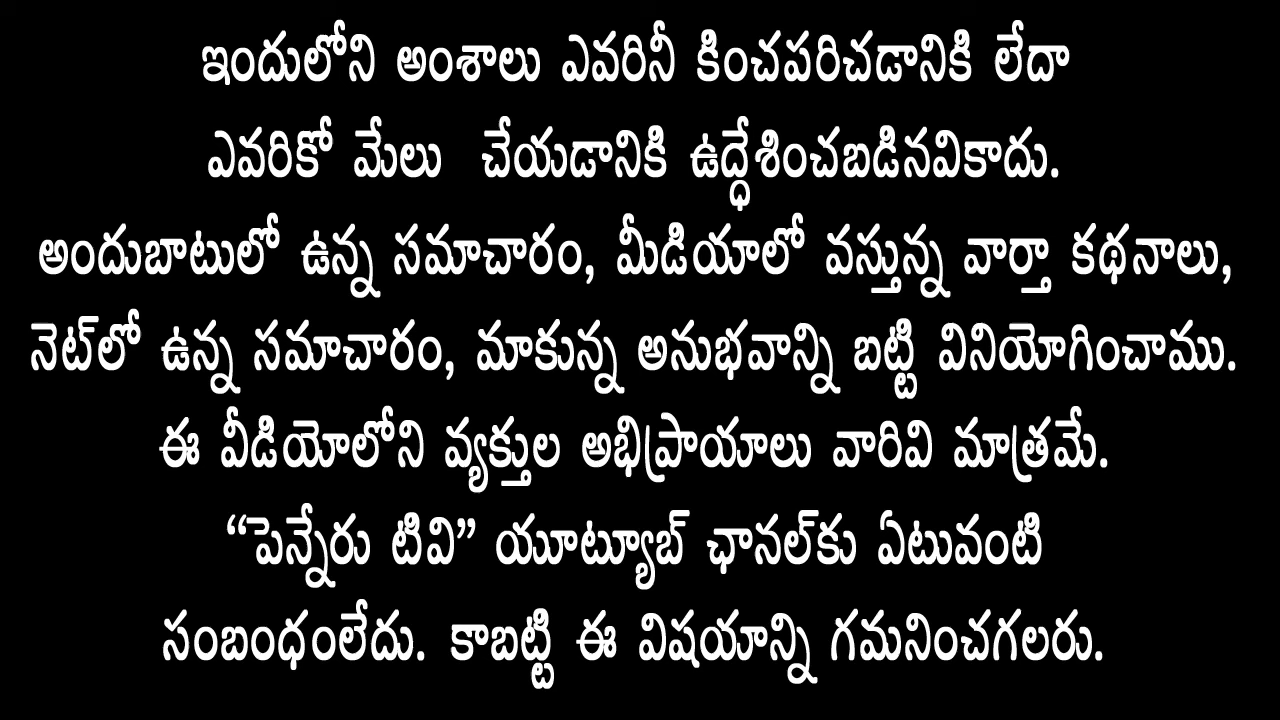 ఇందులోని అంశాలు ఎవరినీ కించపరిచడానికి లేదా
ఎవరికో మేలు చేయడానికి ఉద్ధేశించబడినవికాదు.
అందుబాటులో ఉన్న సమాచారం, మీడియాలో వస్తున్న వార్తా కథనాలు,
నెట్‌లో ఉన్న సమాచారం, మాకున్న అనుభవాన్ని బట్టి వినియోగించాము.
ఈ వీడియోలోని వ్యక్తుల అభిప్రాయాలు వారివి మాత్రమే.
“పెన్నేరు టివి” యూట్యూబ్ ఛానల్‌కు ఏటువంటి
సంబంధంలేదు. కాబట్టి ఈ విషయాన్ని గమనించగలరు.